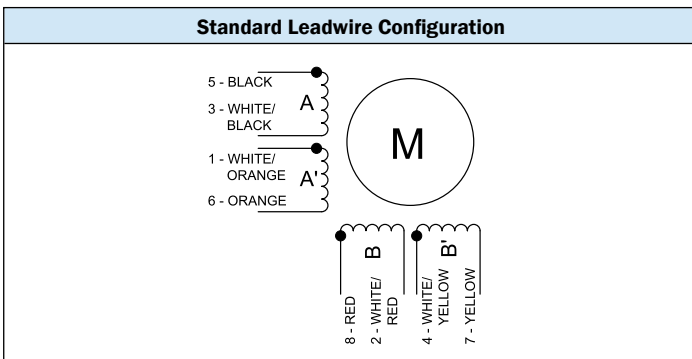 Standard Leadwire Configuration
5 - BLACK
3 - WHITE/
BLACK
A
1 - WHITE/
ORANGE
A'
6 - ORANGE
M
B
B'
8 - RED
2 - WHITE/
RED
4 - WHITE/
YELLOW
7 - YELLOW